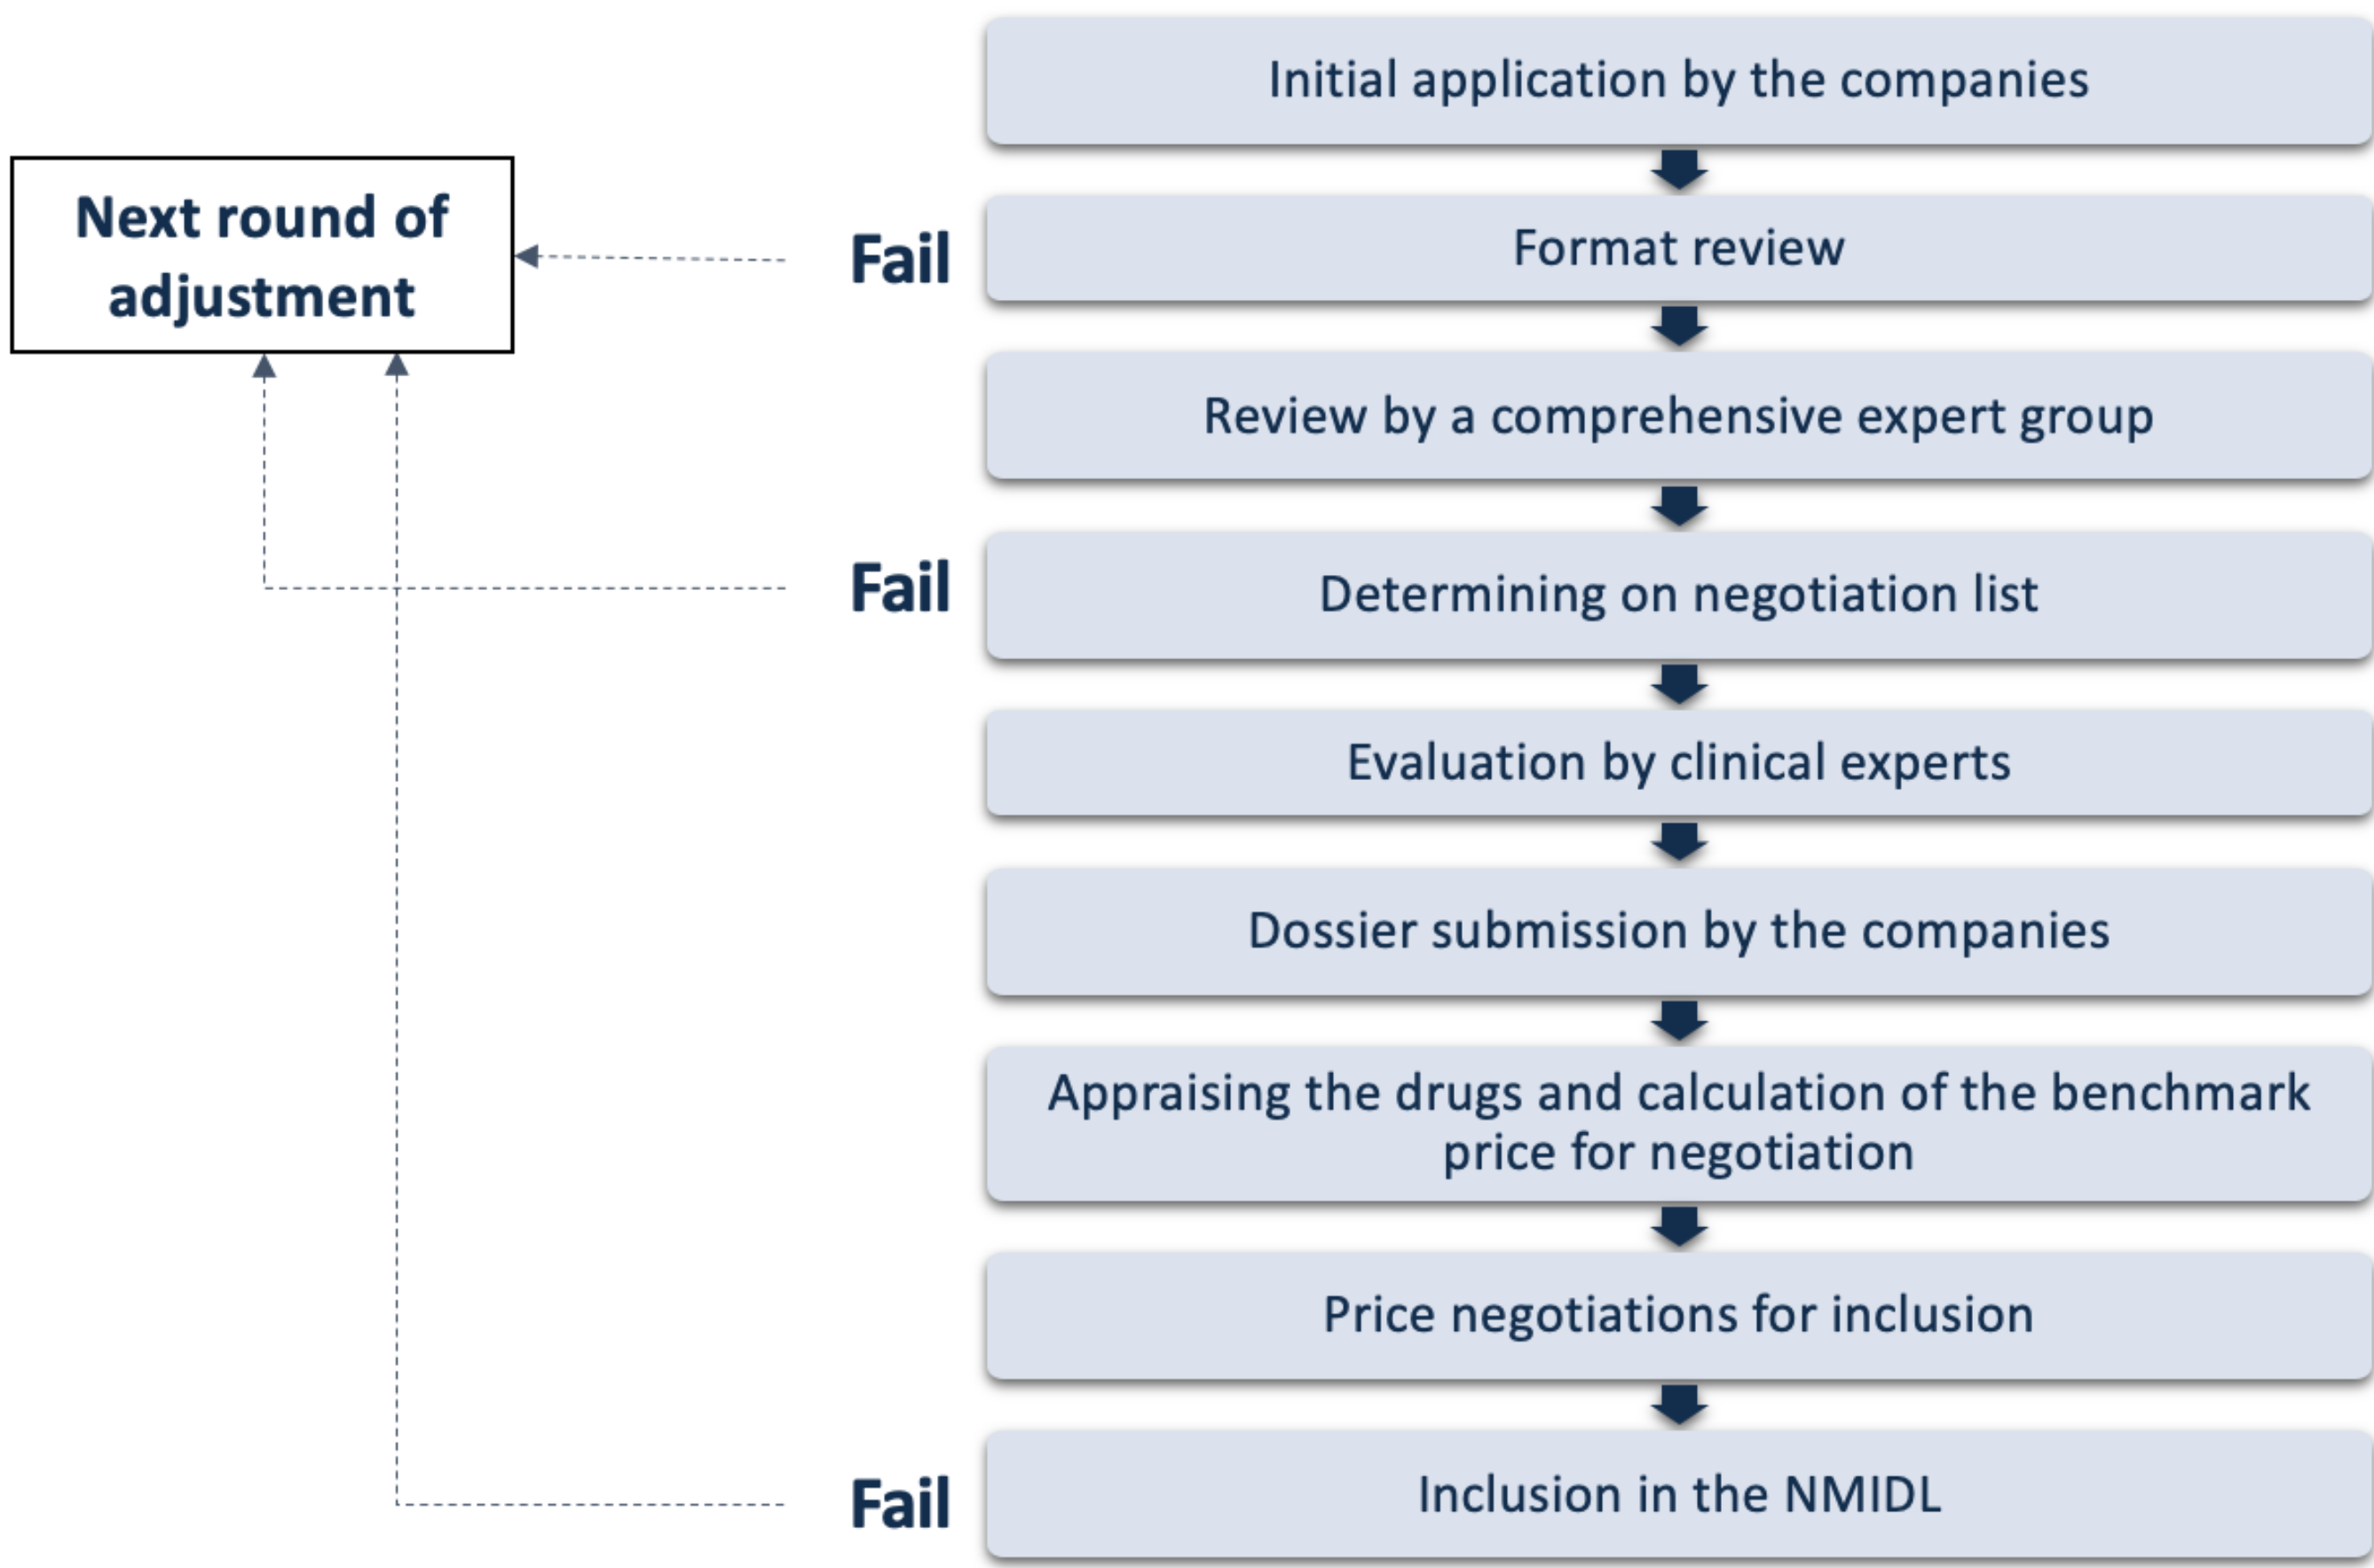 Initial application by the companies
Next round of
adjustment
Fail
Format review
Review by a comprehensive expert group
Fail
Determining on negotiation list
Evaluation by clinical experts
Dossier submission by the companies
Appraising the drugs and calculation of the benchmark
price for negotiation
Price negotiations for inclusion
Fail
Inclusion in the NMIDL